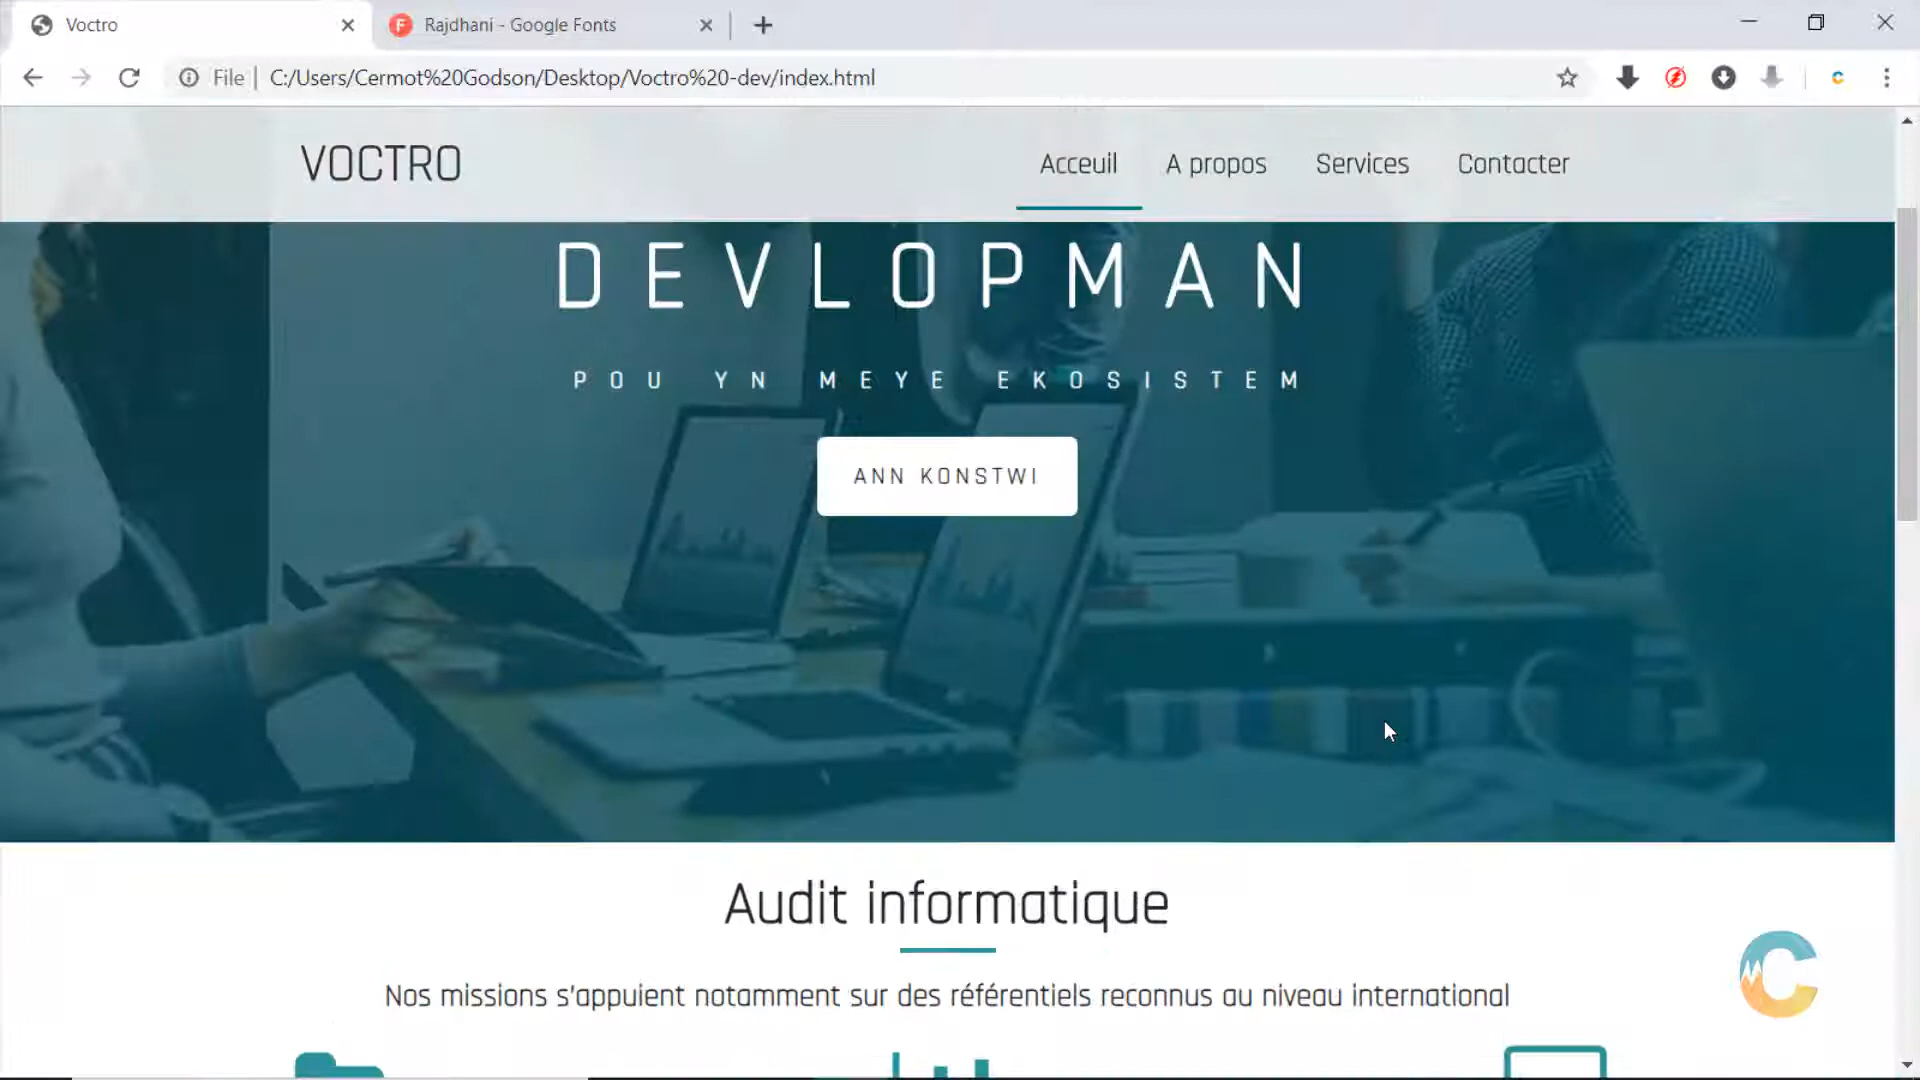 Voctro
Rajdhani - Google Fonts
File
C:/Users/Cermot%20Godson/Desktop/Voctro%20-dev/index.html
VOCTRO
Acceuil
A propos
Services
Contacter
DEVLOPMAN
POU YN MEYE EKOSISTEM
ANN KONSTWI
Audit informatique
Nos missions s'appuient notamment sur des référentiels reconnus au niveau international